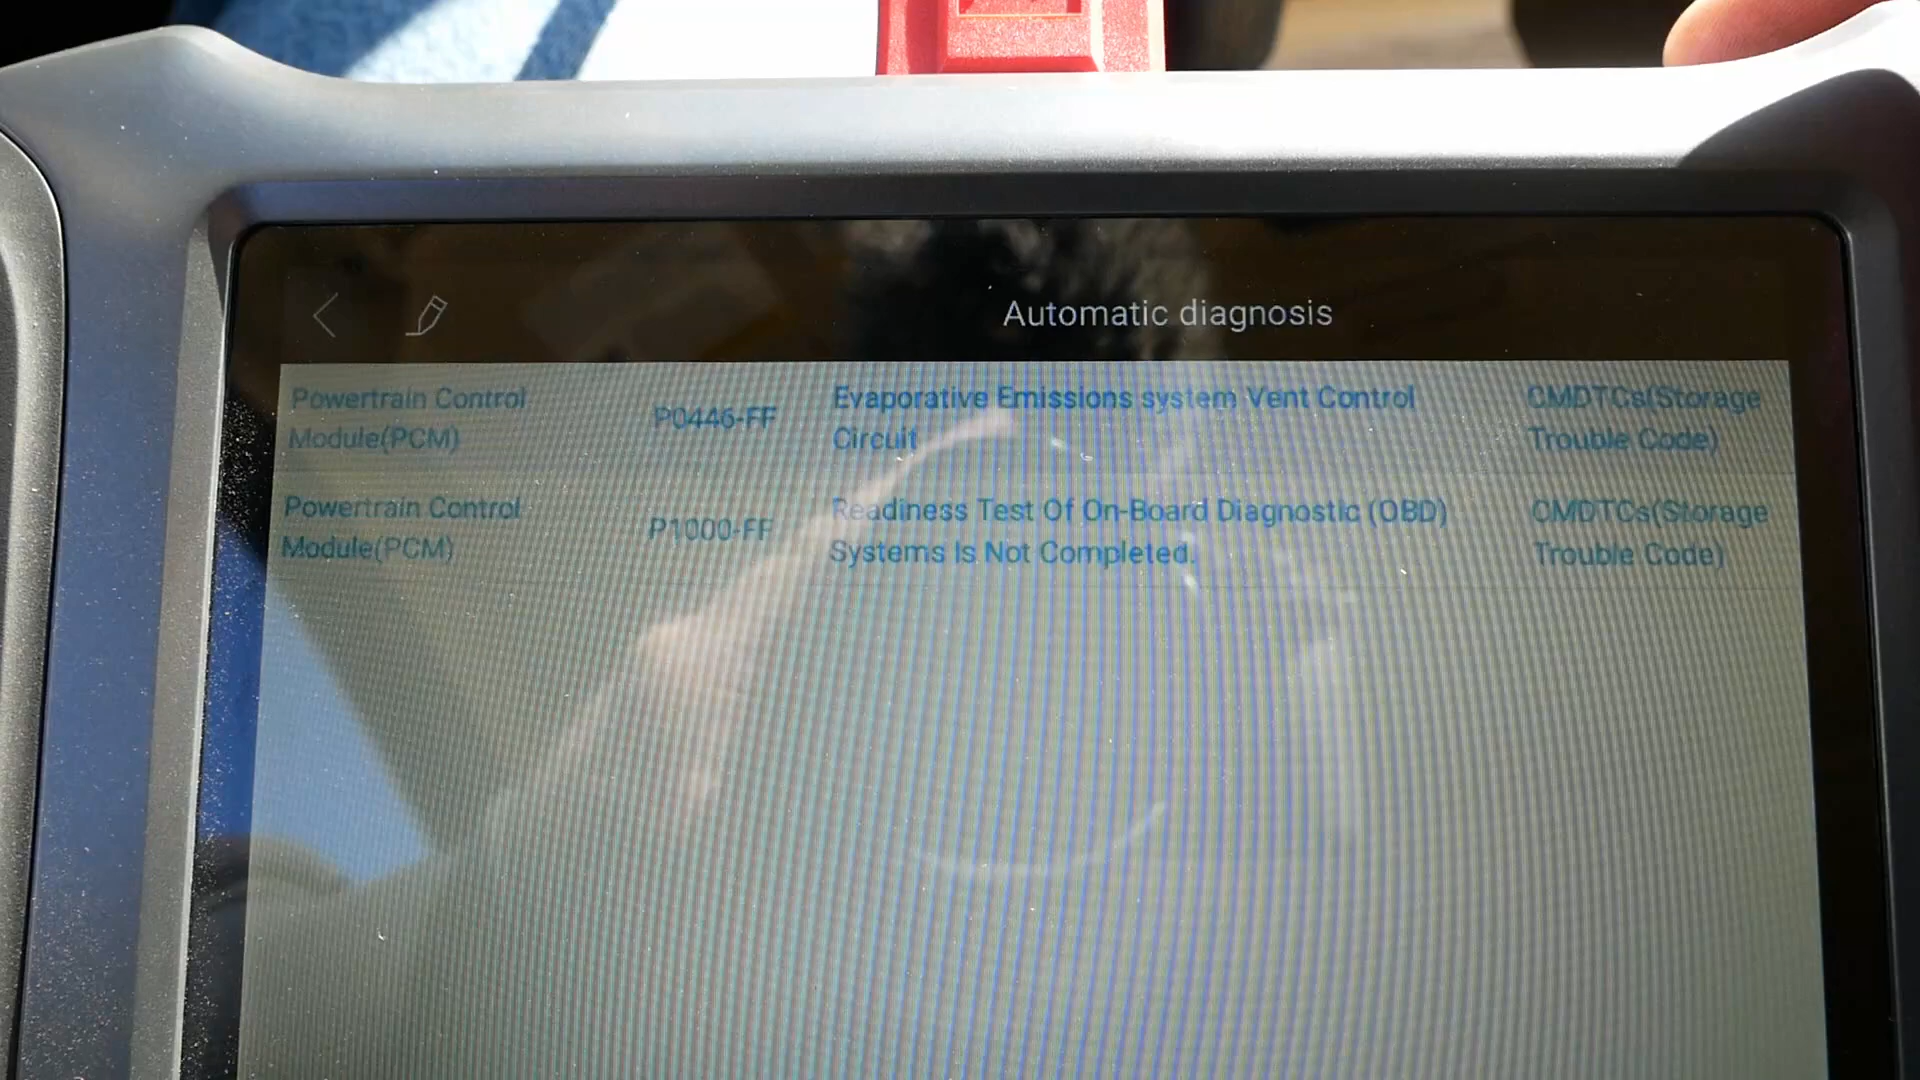 Automatic diagnosis
Powertrain Control
Module(PCM)
P0446-FF
Evaporative Emissions system Vent Control
Circuit
CMDTCs(Storage
Trouble Code)
Powertrain Control
Module(PCM)
P1000-FF
Readiness Test Of On-Board Diagnostic (OBD)
Systems Is Not Completed.
CMDTCs(Storage
Trouble Code)